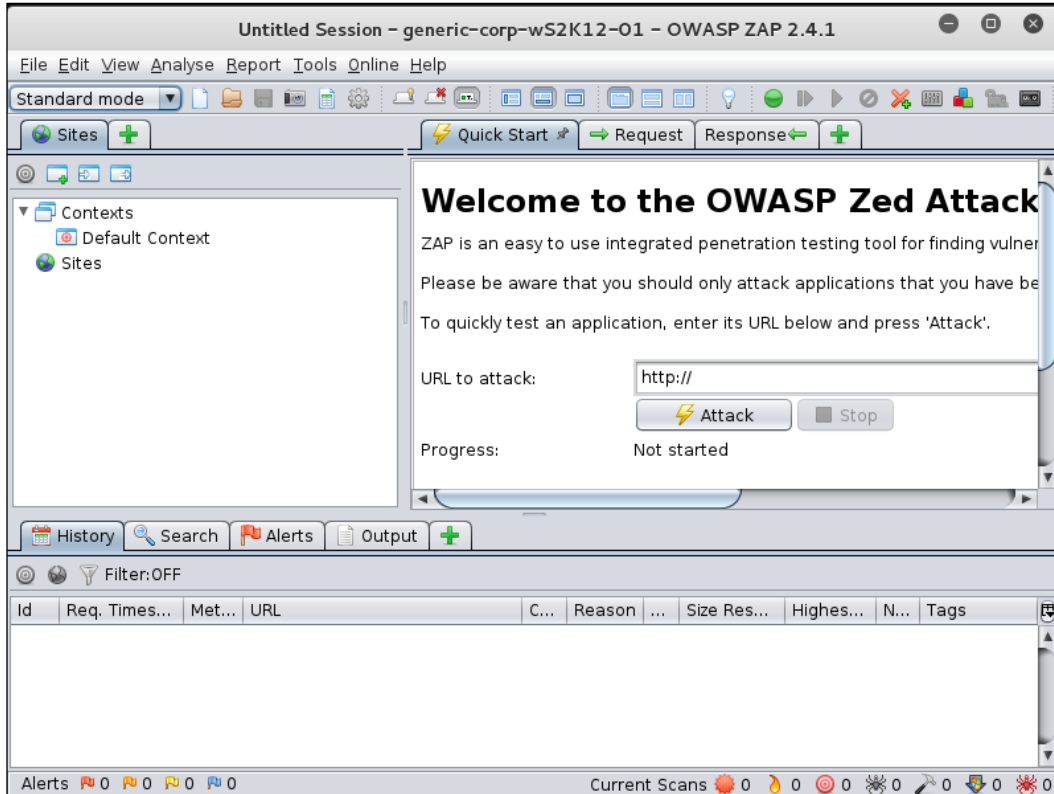 Untitled Session – generic-corp-wS2K12-01 – OWASP ZAP 2.4.1
File Edit View Analyse Report Tools Online Help
Standard mode
Sites
Quick Start Request Response
Contexts
Default Context
Sites
Welcome to the OWASP Zed Attack
ZAP is an easy to use integrated penetration testing tool for finding vulner
Please be aware that you should only attack applications that you have be
To quickly test an application, enter its URL below and press 'Attack'.
URL to attack: http://
Attack Stop
Progress: Not started
History Search Alerts Output
Filter:OFF
Id Req. Times... Met... URL C... Reason ... Size Res... Highes... N... Tags
Alerts 0 0 0 0 Current Scans 0 0 0 0 0 0 0